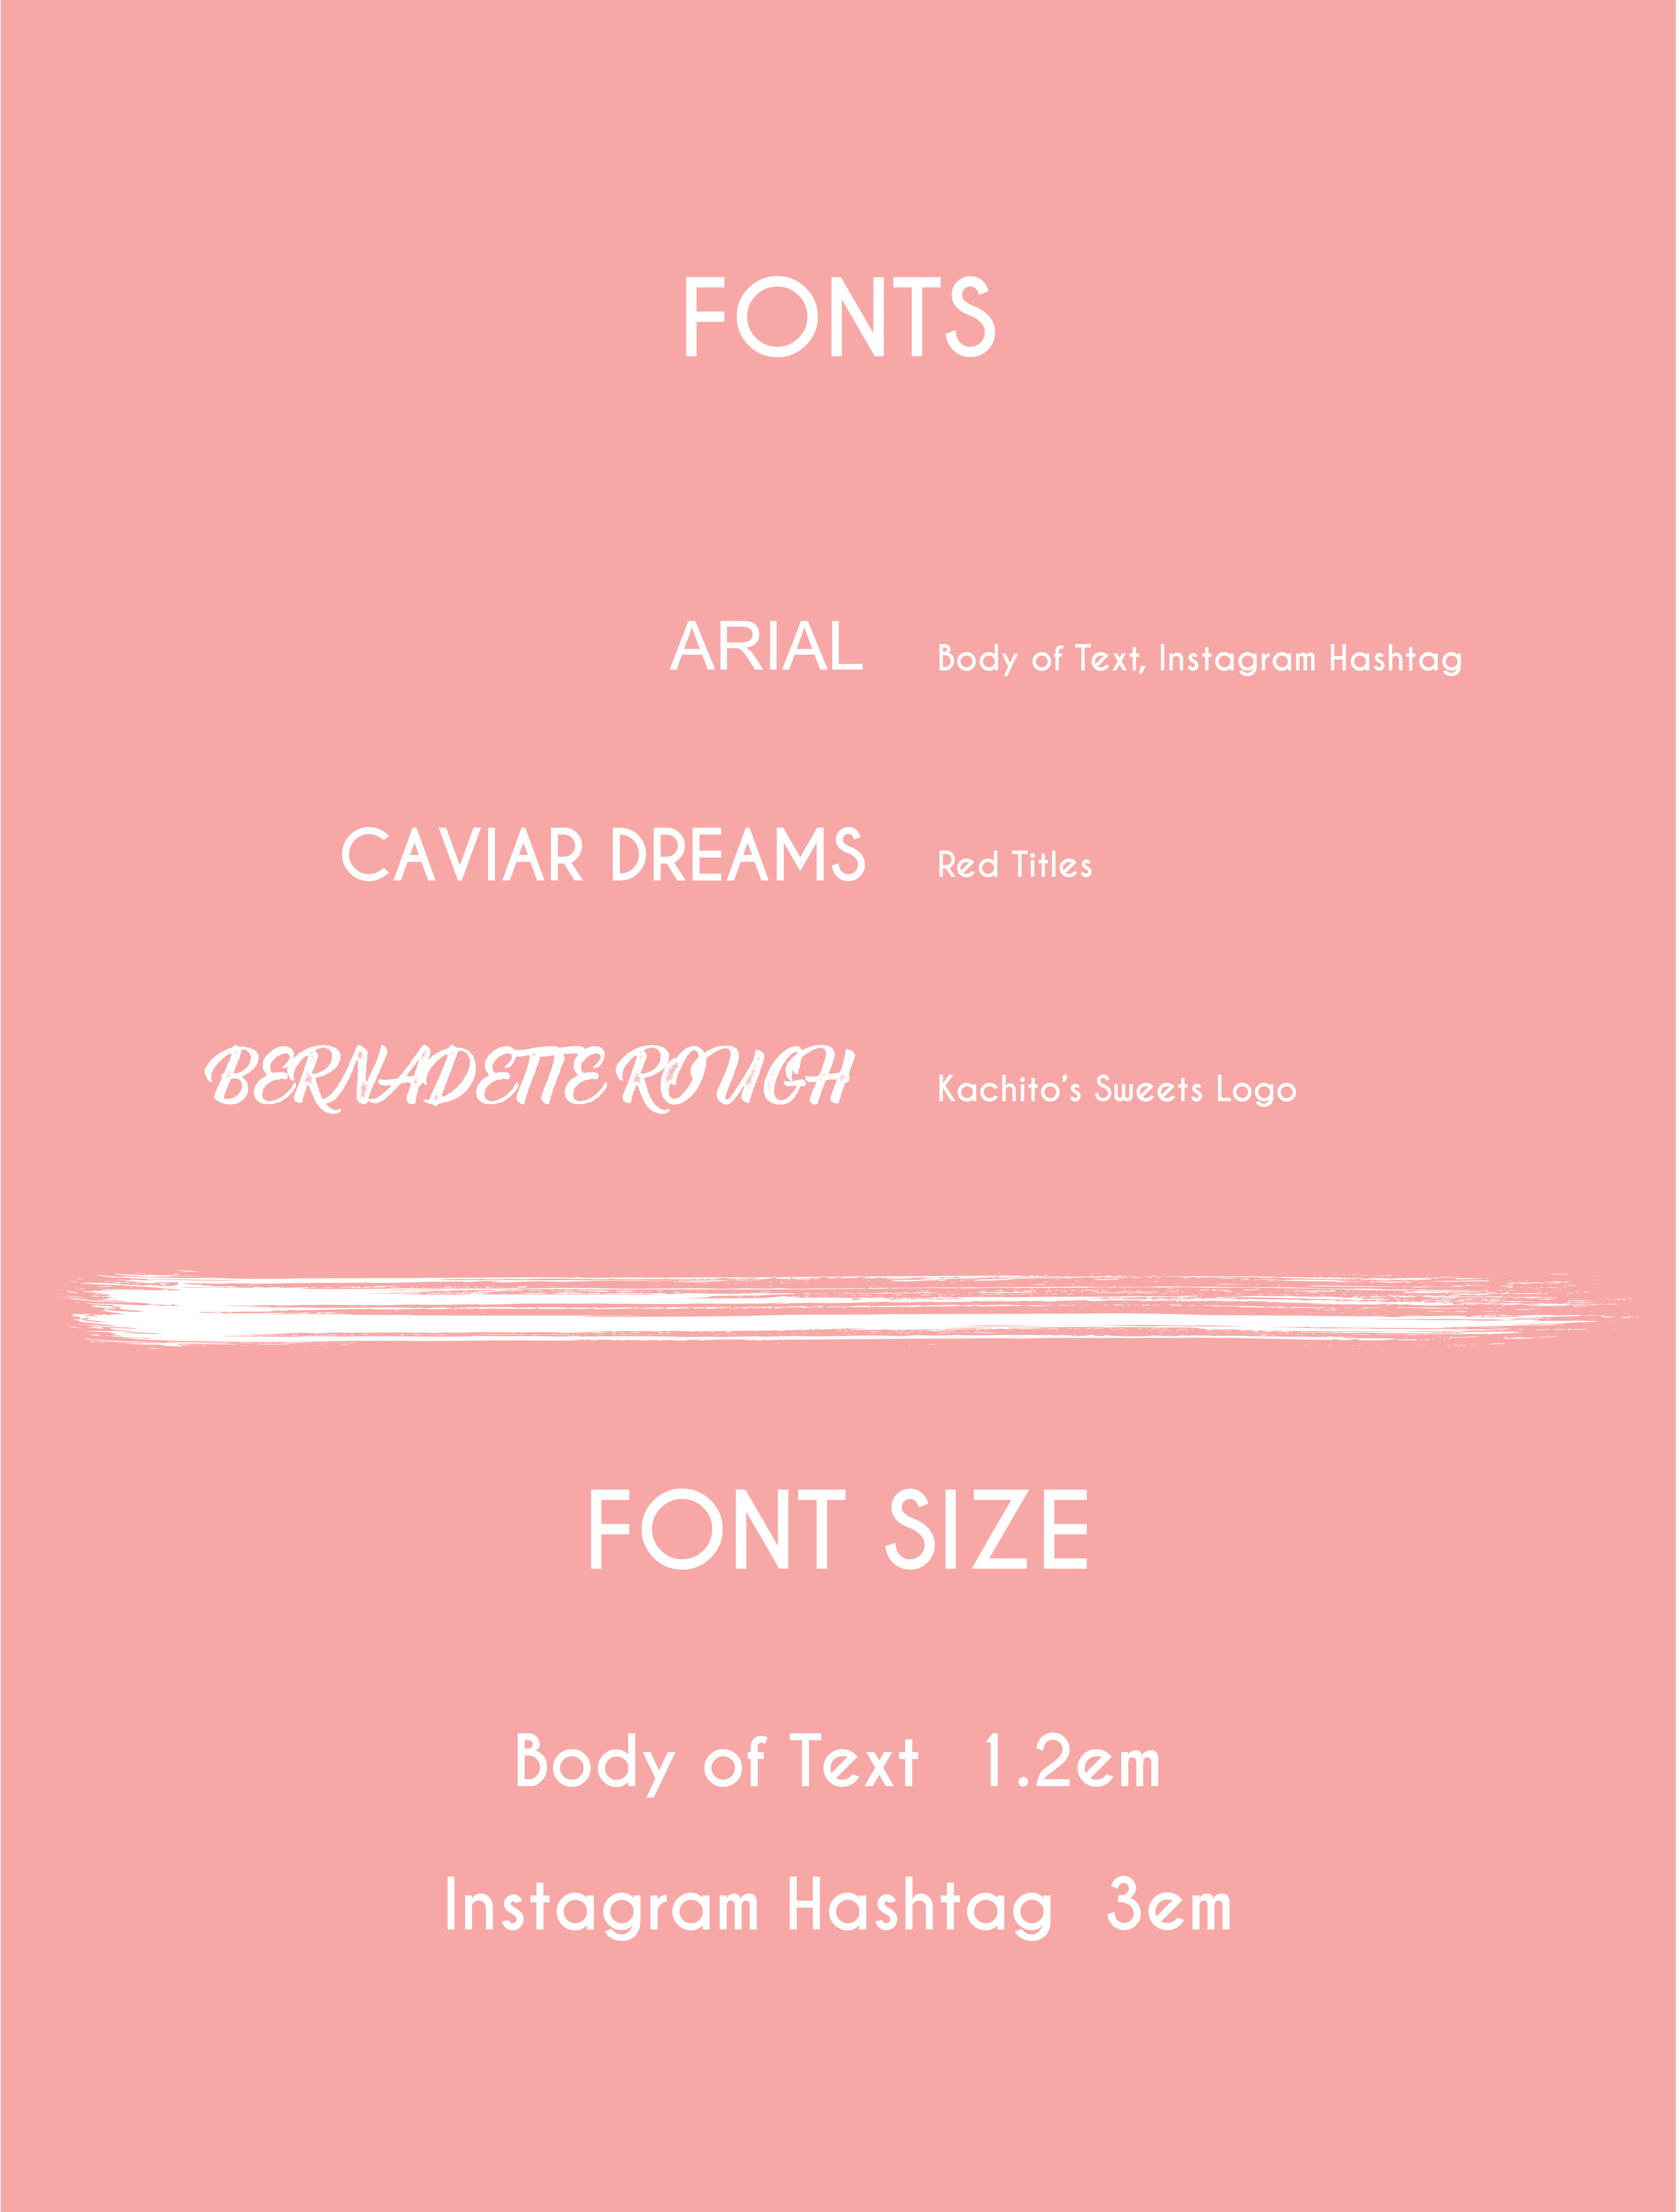 FONTS
ARIAL Body of Text, Instagram Hashtag
CAVIAR DREAMS Red Titles
BERNADETTE ROUGH Kachito's Sweets Logo
FONT SIZE
Body of Text 1.2em
Instagram Hashtag 3em